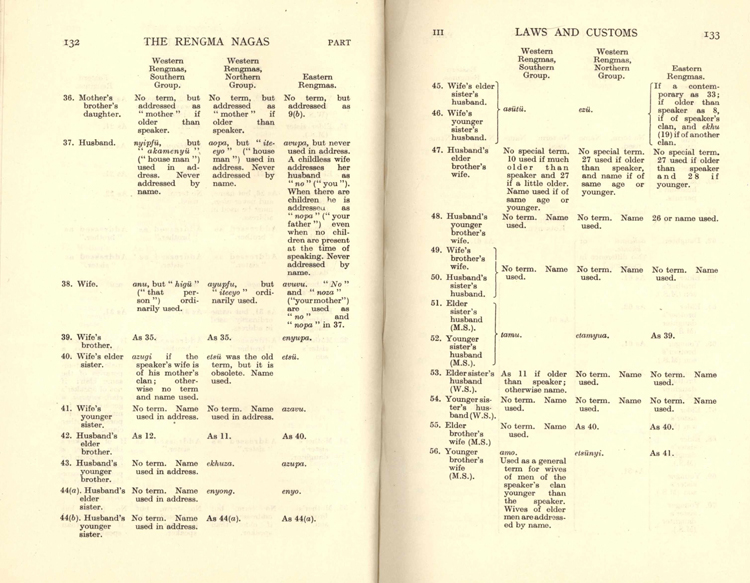 132 THE RENGMA NAGAS PART
Western Rengmas, Southern Group.
Western Rengmas, Northern Group.
Eastern Rengmas.
36. Mother's brother's daughter.
No term, but addressed as "mother" if older than speaker.
No term, but addressed as "mother" if older than speaker.
No term, but addressed as 9(b).
37. Husband.
nyipfü, but "akamenyü" ("house man") used in address. Never addressed by name.
aopa, but "iteeyo" ("house man") used in address. Never addressed by name.
avupa, but never used in address. A childless wife addresses her husband as "no" ("you"). When there are children he is addressed as "nopa" ("your father") even when no children are present at the time of speaking. Never addressed by name.
38. Wife.
anu, but "higü" ("that person") ordinarily used.
ayupfu, but "iteeyo" ordinarily used.
avuvu. "No" and "noza" ("your mother") are used as "no" and "nopa" in 37.
39. Wife's brother.
As 35.
As 35.
enyupa.
40. Wife's elder sister.
azugi if the speaker's wife is of his mother's clan; otherwise no term and name used.
etsü was the old term, but it is obsolete. Name used.
etsü.
41. Wife's younger sister.
No term. Name used in address.
No term. Name used in address.
azavu.
42. Husband's elder brother.
As 12.
As 11.
As 40.
43. Husband's younger brother.
No term. Name used in address.
ekhuza.
azupa.
44(a). Husband's elder sister.
No term. Name used in address.
enyong.
enyo.
44(b). Husband's younger sister.
No term. Name used in address.
As 44(a).
As 44(a).
III LAWS AND CUSTOMS 133
Western Rengmas, Southern Group.
Western Rengmas, Northern Group.
Eastern Rengmas.
45. Wife's elder sister's husband.
46. Wife's younger sister's husband.
asütü.
ezü.
If a contemporary as 33; if older than speaker as 8, if of speaker's clan, and ekhu (19) if of another clan.
47. Husband's elder brother's wife.
No special term. 10 used if much older than speaker and 27 if a little older. Name used if of same age or younger.
No special term. 27 used if older than speaker, and name if of same age or younger.
No special term. 27 used if older than speaker and 28 if younger.
48. Husband's younger brother's wife.
No term. Name used.
No term. Name used.
26 or name used.
49. Wife's brother's wife.
50. Husband's sister's husband.
No term. Name used.
No term. Name used.
No term. Name used.
51. Elder sister's husband (M.S.).
52. Younger sister's husband (M.S.).
tamu.
etamyua.
As 39.
53. Elder sister's husband (W.S.).
As 11 if older than speaker; otherwise name.
No term. Name used.
No term. Name used.
54. Younger sister's husband (W.S.).
No term. Name used.
No term. Name used.
No term. Name used.
55. Elder brother's wife (M.S.)
No term. Name used.
As 40.
As 40.
56. Younger brother's wife (M.S.).
amo. Used as a general term for wives of men of the speaker's clan younger than the speaker. Wives of elder men are addressed by name.
etsünyi.
As 41.